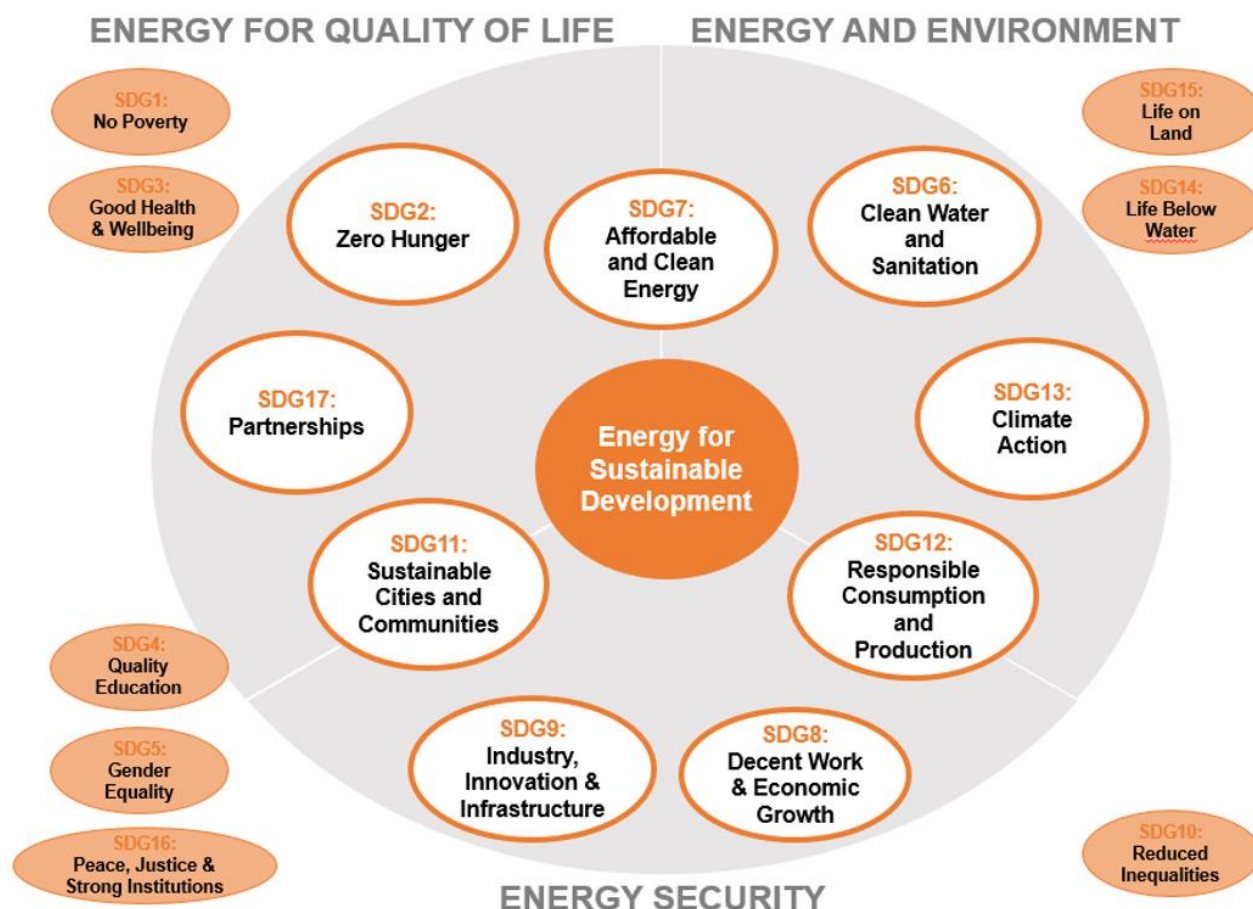 ENERGY FOR QUALITY OF LIFE
ENERGY AND ENVIRONMENT
SDG1:
No Poverty
SDG3:
Good Health
& Wellbeing
SDG15:
Life on
Land
SDG14:
Life Below
Water
SDG2:
Zero Hunger
SDG7:
Affordable
and Clean
Energy
SDG6:
Clean Water
and
Sanitation
SDG17:
Partnerships
SDG13:
Climate
Action
Energy for
Sustainable
Development
SDG11:
Sustainable
Cities and
Communities
SDG12:
Responsible
Consumption
and
Production
SDG4:
Quality
Education
SDG5:
Gender
Equality
SDG16:
Peace, Justice &
Strong Institutions
SDG9:
Industry,
Innovation &
Infrastructure
SDG8:
Decent Work
& Economic
Growth
SDG10:
Reduced
Inequalities
ENERGY SECURITY